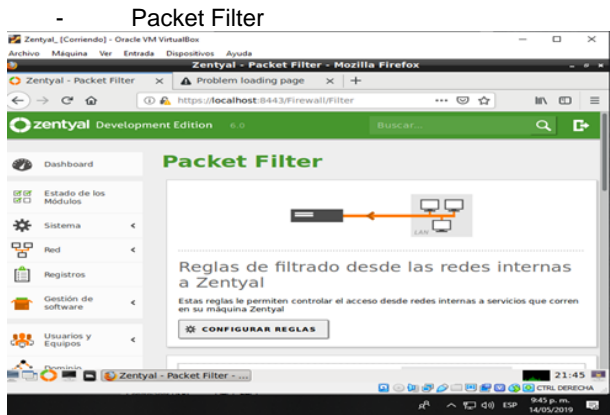 - Packet Filter
Zentyal_ [Corriendo] - Oracle VM VirtualBox
Archivo Máquina Ver Entrada Dispositivos Ayuda
Zentyal - Packet Filter - Mozilla Firefox
Zentyal - Packet Filter × Problem loading page × +
https://localhost:8443/Firewall/Filter
zentyal Development Edition 6.0 Buscar...
Packet Filter
Dashboard
Estado de los
Módulos
Sistema
Red
Registros
Gestión de
software
Usuarios y
Equipos
Dominio
LAN
Reglas de filtrado desde las redes internas
a Zentyal
Estas reglas le permiten controlar el acceso desde redes internas a servicios que corren
en su máquina Zentyal
CONFIGURAR REGLAS
Zentyal - Packet Filter - ... 21:45
CTRL DERECHA
ESP 9:45 p. m.
14/05/2019